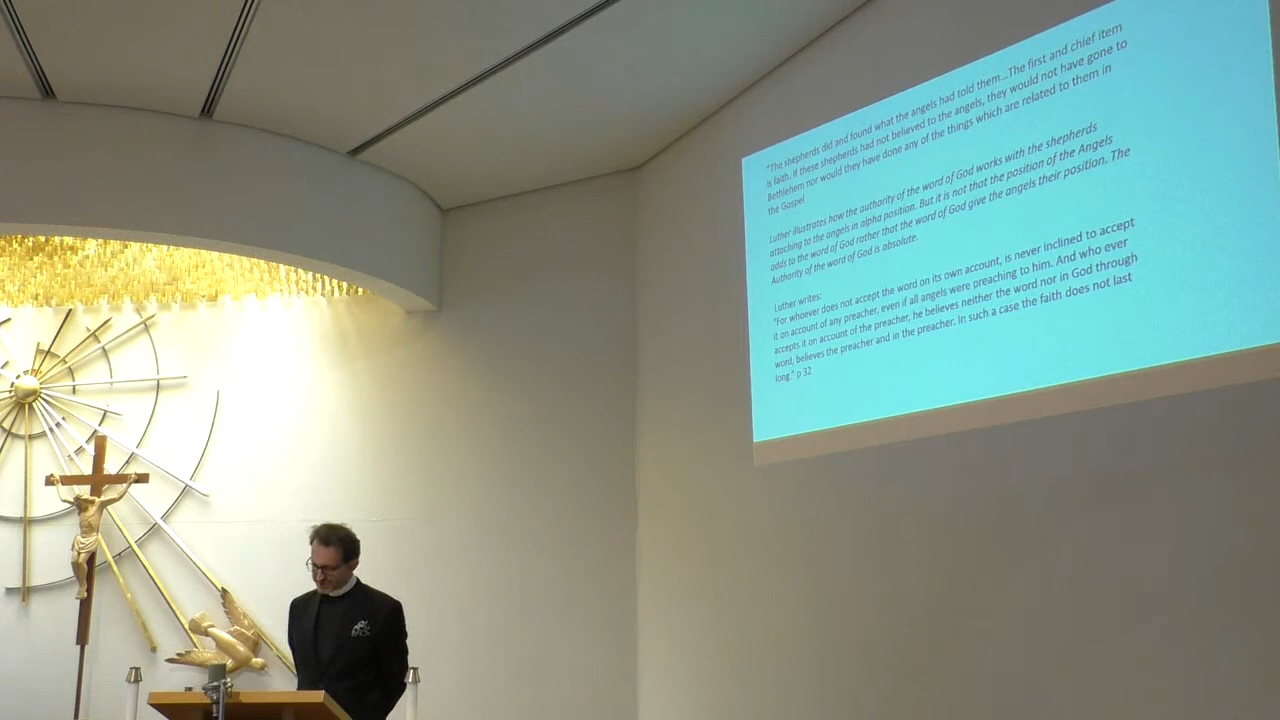 "The shepherds did and found what the angels had told them...The first and chief item
is faith. If these shepherds had not believed to the angels, they would not have gone to
Bethlehem nor would they have done any of the things which are related to them in
the Gospel
Luther illustrates how the authority of the word of God works with the shepherds
attaching to the angels in alpha position. But it is not that the position of the Angels
adds to the word of God rather that the word of God give the angels their position. The
Authority of the word of God is absolute.
Luther writes:
"For whoever does not accept the word on its own account, is never inclined to accept
it on account of any preacher, even if all angels were preaching to him. And who ever
accepts it on account of the preacher, he believes neither the word nor in God through
word, believes the preacher and in the preacher. In such a case the faith does not last
long." p 32